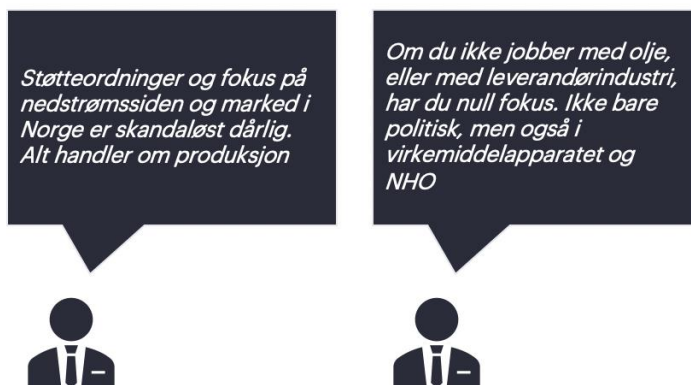 Støtteordninger og fokus på
nedstrømssiden og marked i
Norge er skandaløst dårlig.
Alt handler om produksjon
Om du ikke jobber med olje,
eller med leverandørindustri,
har du null fokus. Ikke bare
politisk, men også i
virkemiddelapparatet og
NHO